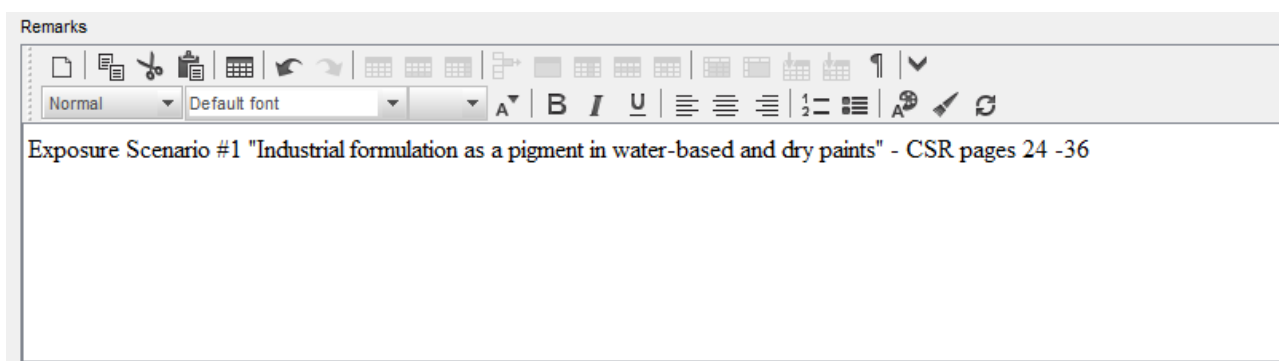 Remarks
Normal Default font
Exposure Scenario #1 "Industrial formulation as a pigment in water-based and dry paints" - CSR pages 24 -36